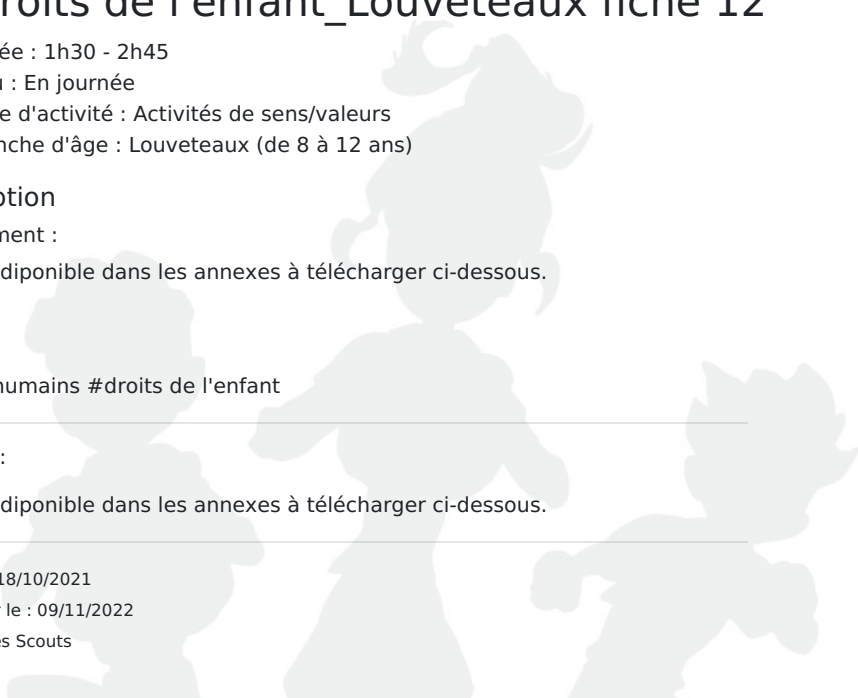 roits de l'enfant_Louveteaux fiche 12
ée : 1h30 - 2h45
: En journée
e d'activité : Activités de sens/valeurs
nche d'âge : Louveteaux (de 8 à 12 ans)
ption
ment :
diponible dans les annexes à télécharger ci-dessous.
humains #droits de l'enfant
:
diponible dans les annexes à télécharger ci-dessous.
18/10/2021
le : 09/11/2022
es Scouts